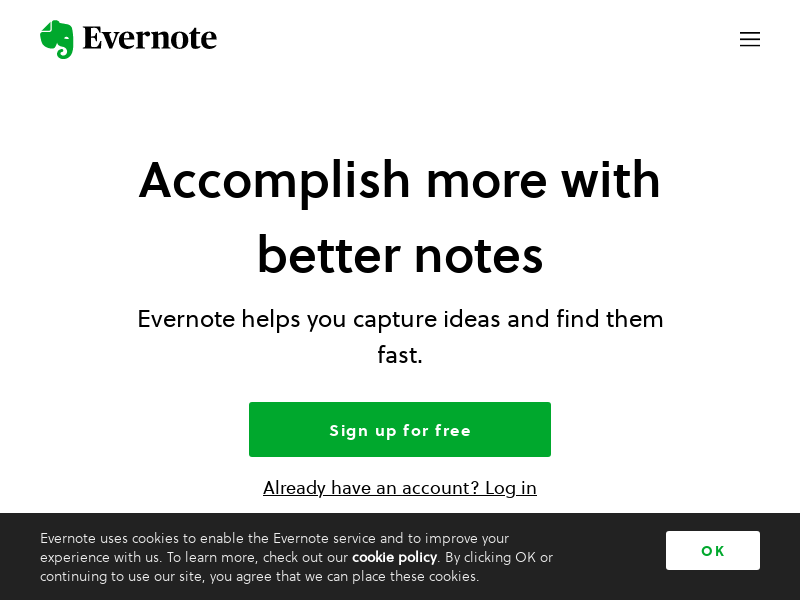 Evernote
Accomplish more with
better notes
Evernote helps you capture ideas and find them
fast.
Sign up for free
Already have an account? Log in
Evernote uses cookies to enable the Evernote service and to improve your
experience with us. To learn more, check out our cookie policy. By clicking OK or
continuing to use our site, you agree that we can place these cookies.
OK